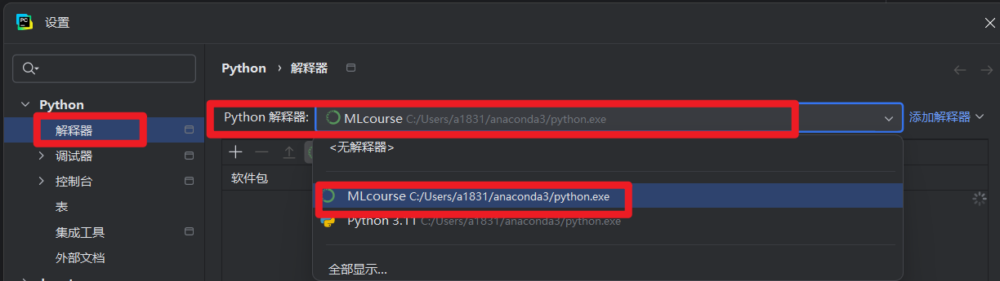 PC
设置
Python › 解释器
Python
Python 解释器: MLcourse C:/Users/a1831/anaconda3/python.exe 添加解释器
解释器
<无解释器>
调试器
软件包
控制台
MLcourse C:/Users/a1831/anaconda3/python.exe
表
Python 3.11 C:/Users/a1831/anaconda3/python.exe
集成工具
外部文档
全部显示...